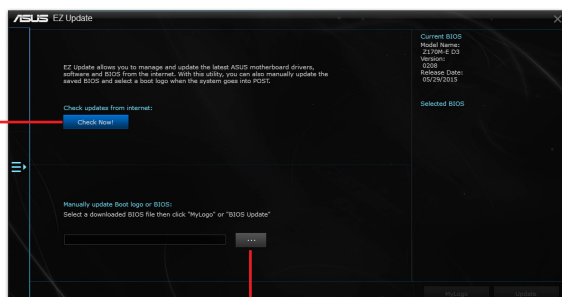 ASUS EZ Update
EZ Update allows you to manage and update the latest ASUS motherboard drivers,
software and BIOS from the internet. With this utility, you can also manually update the
saved BIOS and select a boot logo when the system goes into POST.
Check updates from internet:
Check Now!
Manually update Boot logo or BIOS:
Select a downloaded BIOS file then click "MyLogo" or "BIOS Update"
...
Current BIOS
Model Name:
Z170M-E D3
Version:
0208
Release Date:
05/29/2015
Selected BIOS
MyLogo
Update